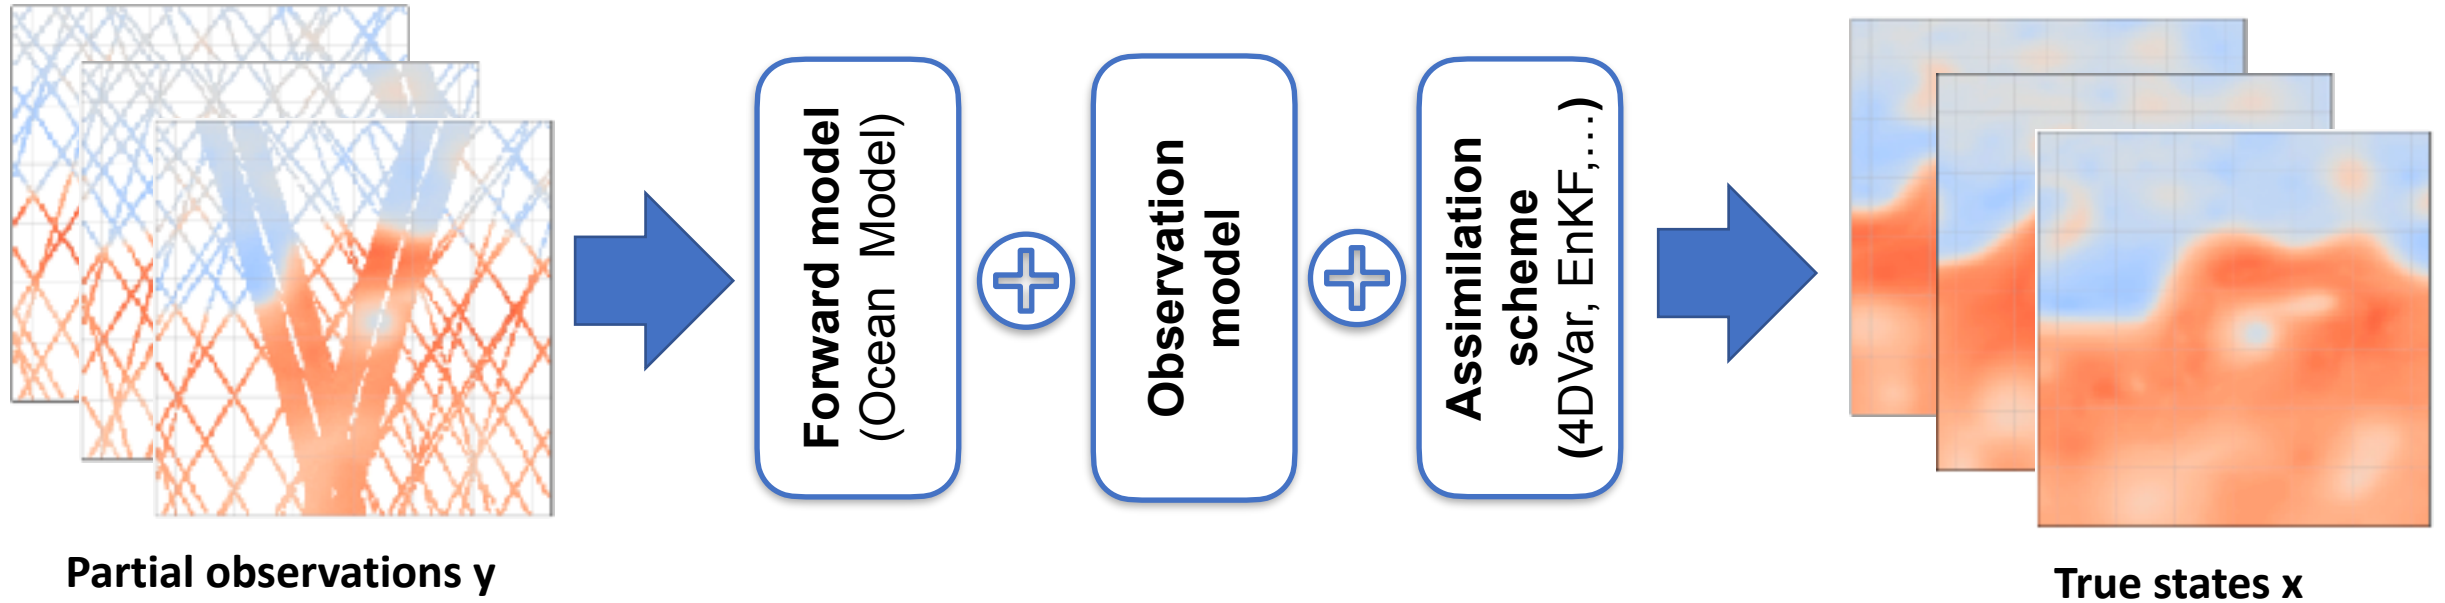 Partial observations y
Forward model
(Ocean Model)
Observation
model
Assimilation
scheme
(4DVar, EnKF,...)
True states x